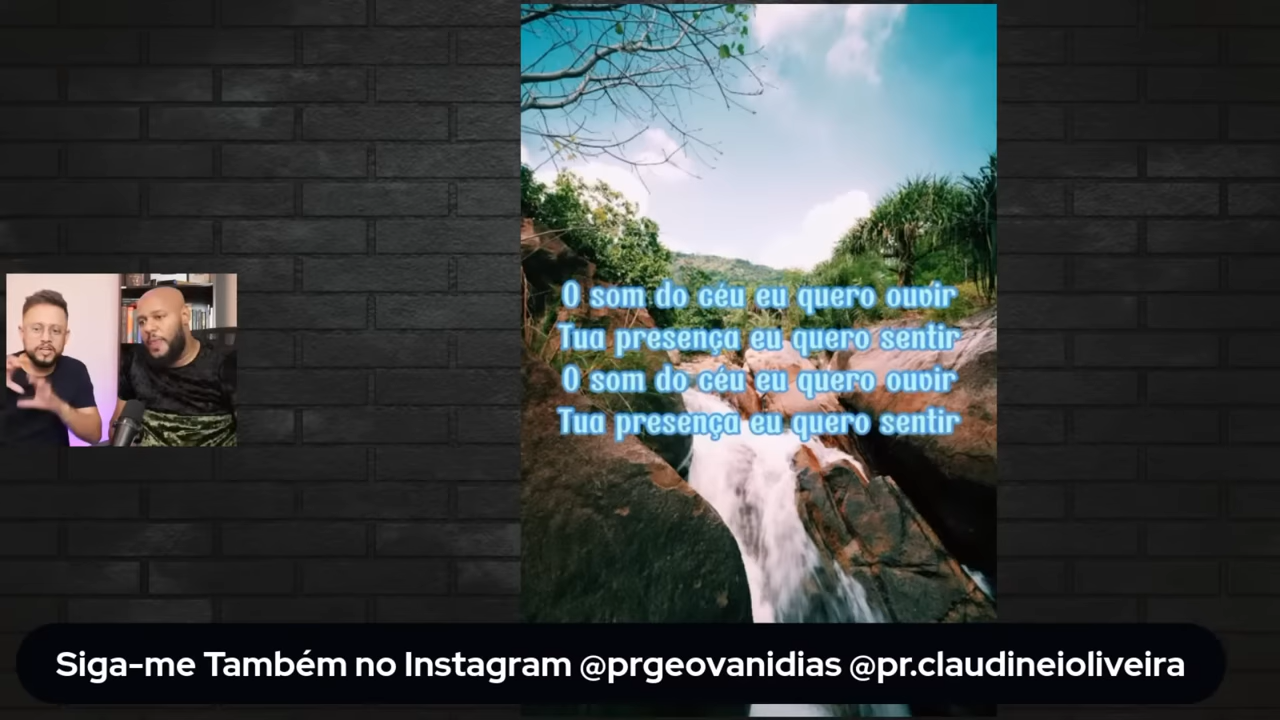 O som do céu eu quero ouvir
Tua presença eu quero sentir
O som do céu eu quero ouvir
Tua presença eu quero sentir
Siga-me Também no Instagram @prgeovanidias @pr.claudineioliveira